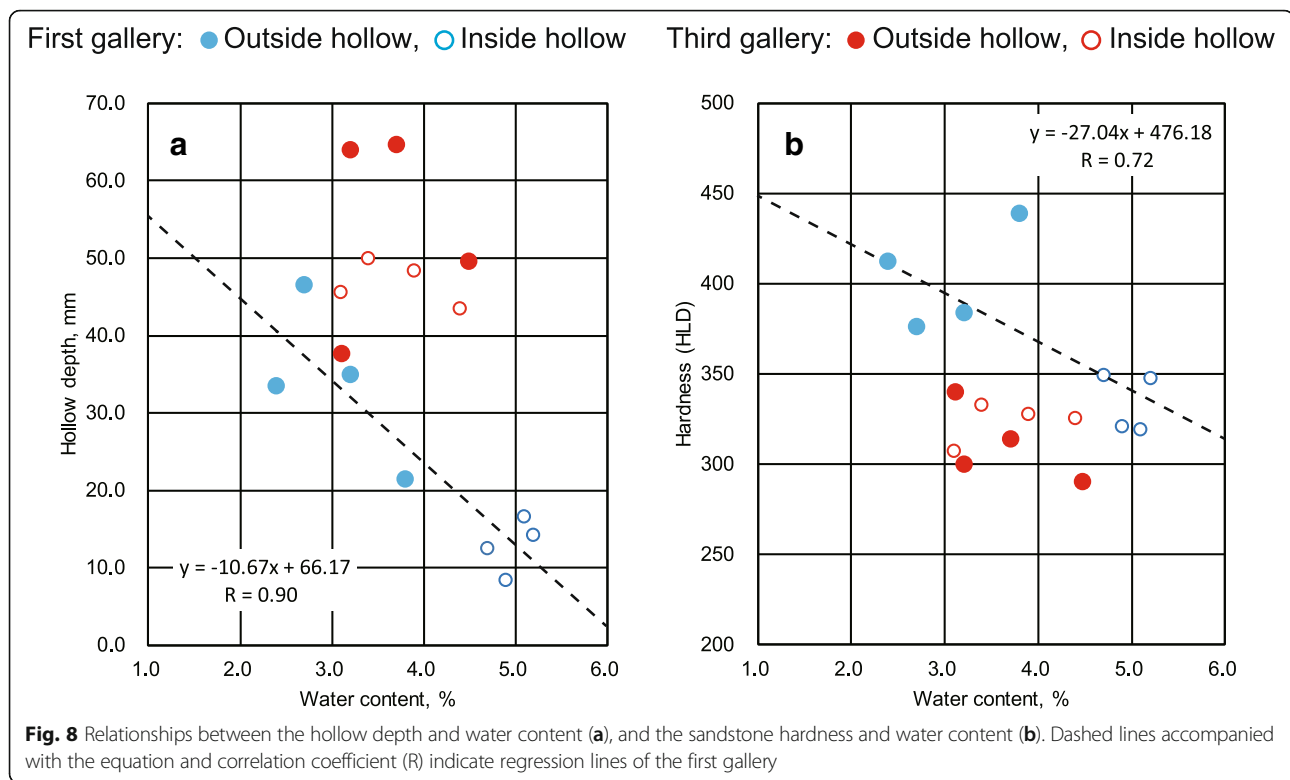 First gallery: Outside hollow, Inside hollow Third gallery: Outside hollow, Inside hollow
70.0
60.0
50.0
40.0
30.0
20.0
10.0
0.0
Hollow depth, mm
a
y = -10.67x + 66.17
R = 0.90
1.0 2.0 3.0 4.0 5.0 6.0
Water content, %
500
450
400
350
300
250
200
Hardness (HLD)
b
y = -27.04x + 476.18
R = 0.72
1.0 2.0 3.0 4.0 5.0 6.0
Water content, %
Fig. 8 Relationships between the hollow depth and water content (a), and the sandstone hardness and water content (b). Dashed lines accompanied
with the equation and correlation coefficient (R) indicate regression lines of the first gallery